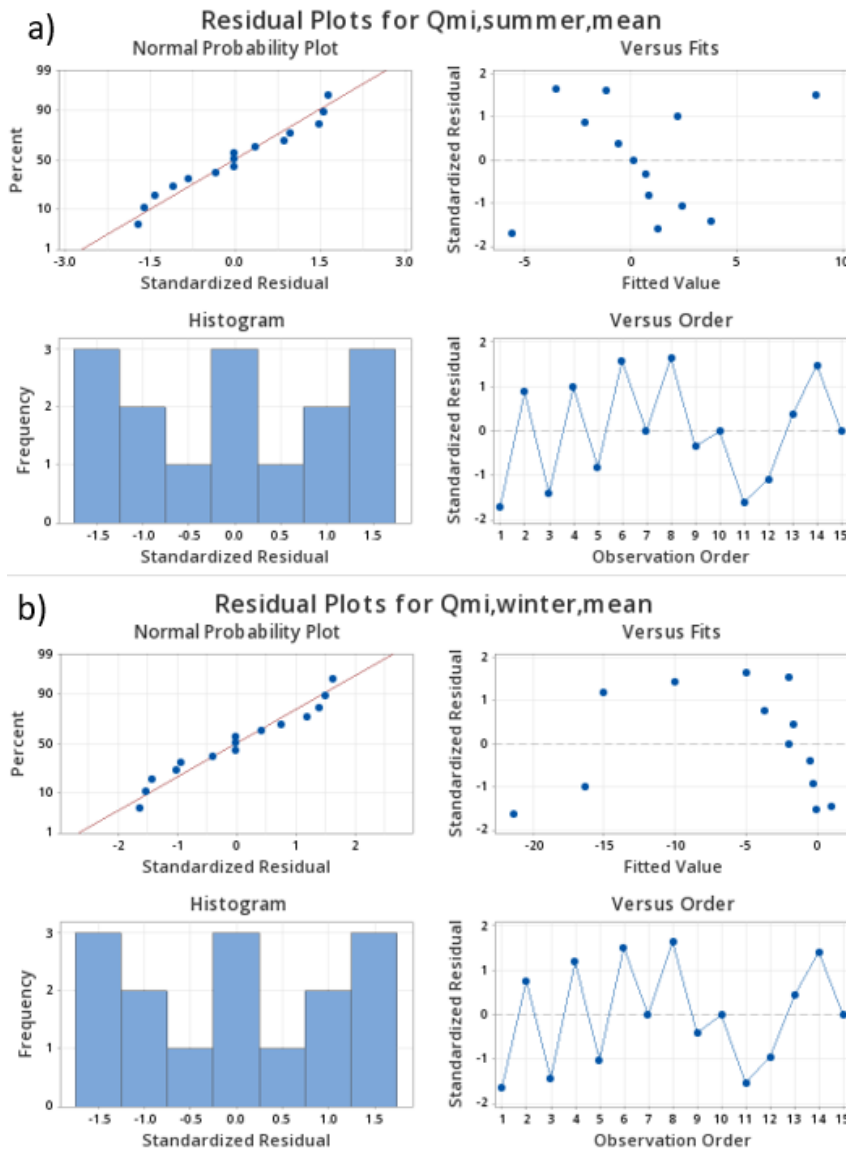 a)
Residual Plots for Qmi,summer,mean
Normal Probability Plot
Versus Fits
99
90
50
10
1
Percent
-3.0 -1.5 0.0 1.5 3.0
Standardized Residual
2
1
0
-1
-2
Standardized Residual
-5 0 5 10
Fitted Value
Histogram
Versus Order
3
2
1
0
Frequency
-1.5 -1.0 -0.5 0.0 0.5 1.0 1.5
Standardized Residual
2
1
0
-1
-2
Standardized Residual
1 2 3 4 5 6 7 8 9 10 11 12 13 14 15
Observation Order
b)
Residual Plots for Qmi,winter,mean
Normal Probability Plot
Versus Fits
99
90
50
10
1
Percent
-2 -1 0 1 2
Standardized Residual
2
1
0
-1
-2
Standardized Residual
-20 -15 -10 -5 0
Fitted Value
Histogram
Versus Order
3
2
1
0
Frequency
-1.5 -1.0 -0.5 0.0 0.5 1.0 1.5
Standardized Residual
2
1
0
-1
-2
Standardized Residual
1 2 3 4 5 6 7 8 9 10 11 12 13 14 15
Observation Order